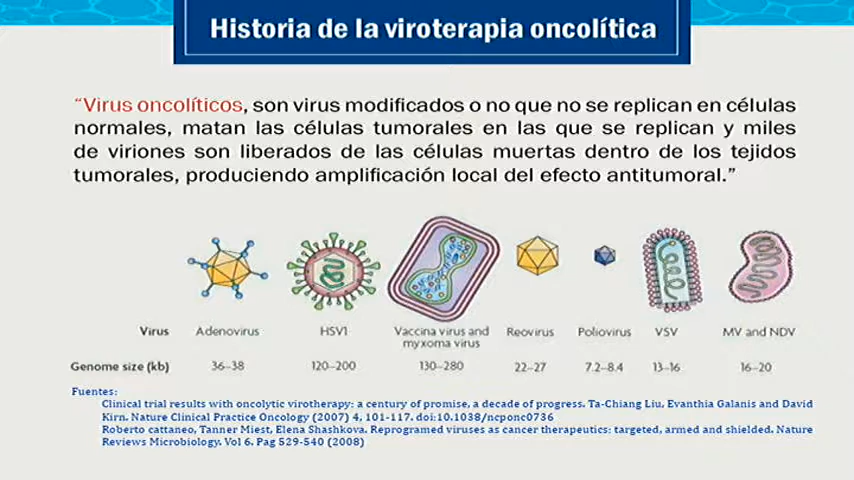 Historia de la viroterapia oncolítica
“Virus oncolíticos, son virus modificados o no que no se replican en células
normales, matan las células tumorales en las que se replican y miles
de viriones son liberados de las células muertas dentro de los tejidos
tumorales, produciendo amplificación local del efecto antitumoral.”
Virus Adenovirus HSV1 Vaccina virus and myxoma virus Reovirus Poliovirus VSV MV and NDV
Genome size (kb) 36–38 120–200 130–280 22–27 7.2–8.4 13–16 16–20
Fuentes:
Clinical trial results with oncolytic virotherapy: a century of promise, a decade of progress. Ta-Chiang Liu, Evanthia Galanis and David
Kirn. Nature Clinical Practice Oncology (2007) 4, 101-117. doi:10.1038/ncponc0736
Roberto cattaneo, Tanner Miest, Elena Shashkova. Reprogramed viruses as cancer therapeutics: targeted, armed and shielded. Nature
Reviews Microbiology. Vol 6. Pag 529-540 (2008)